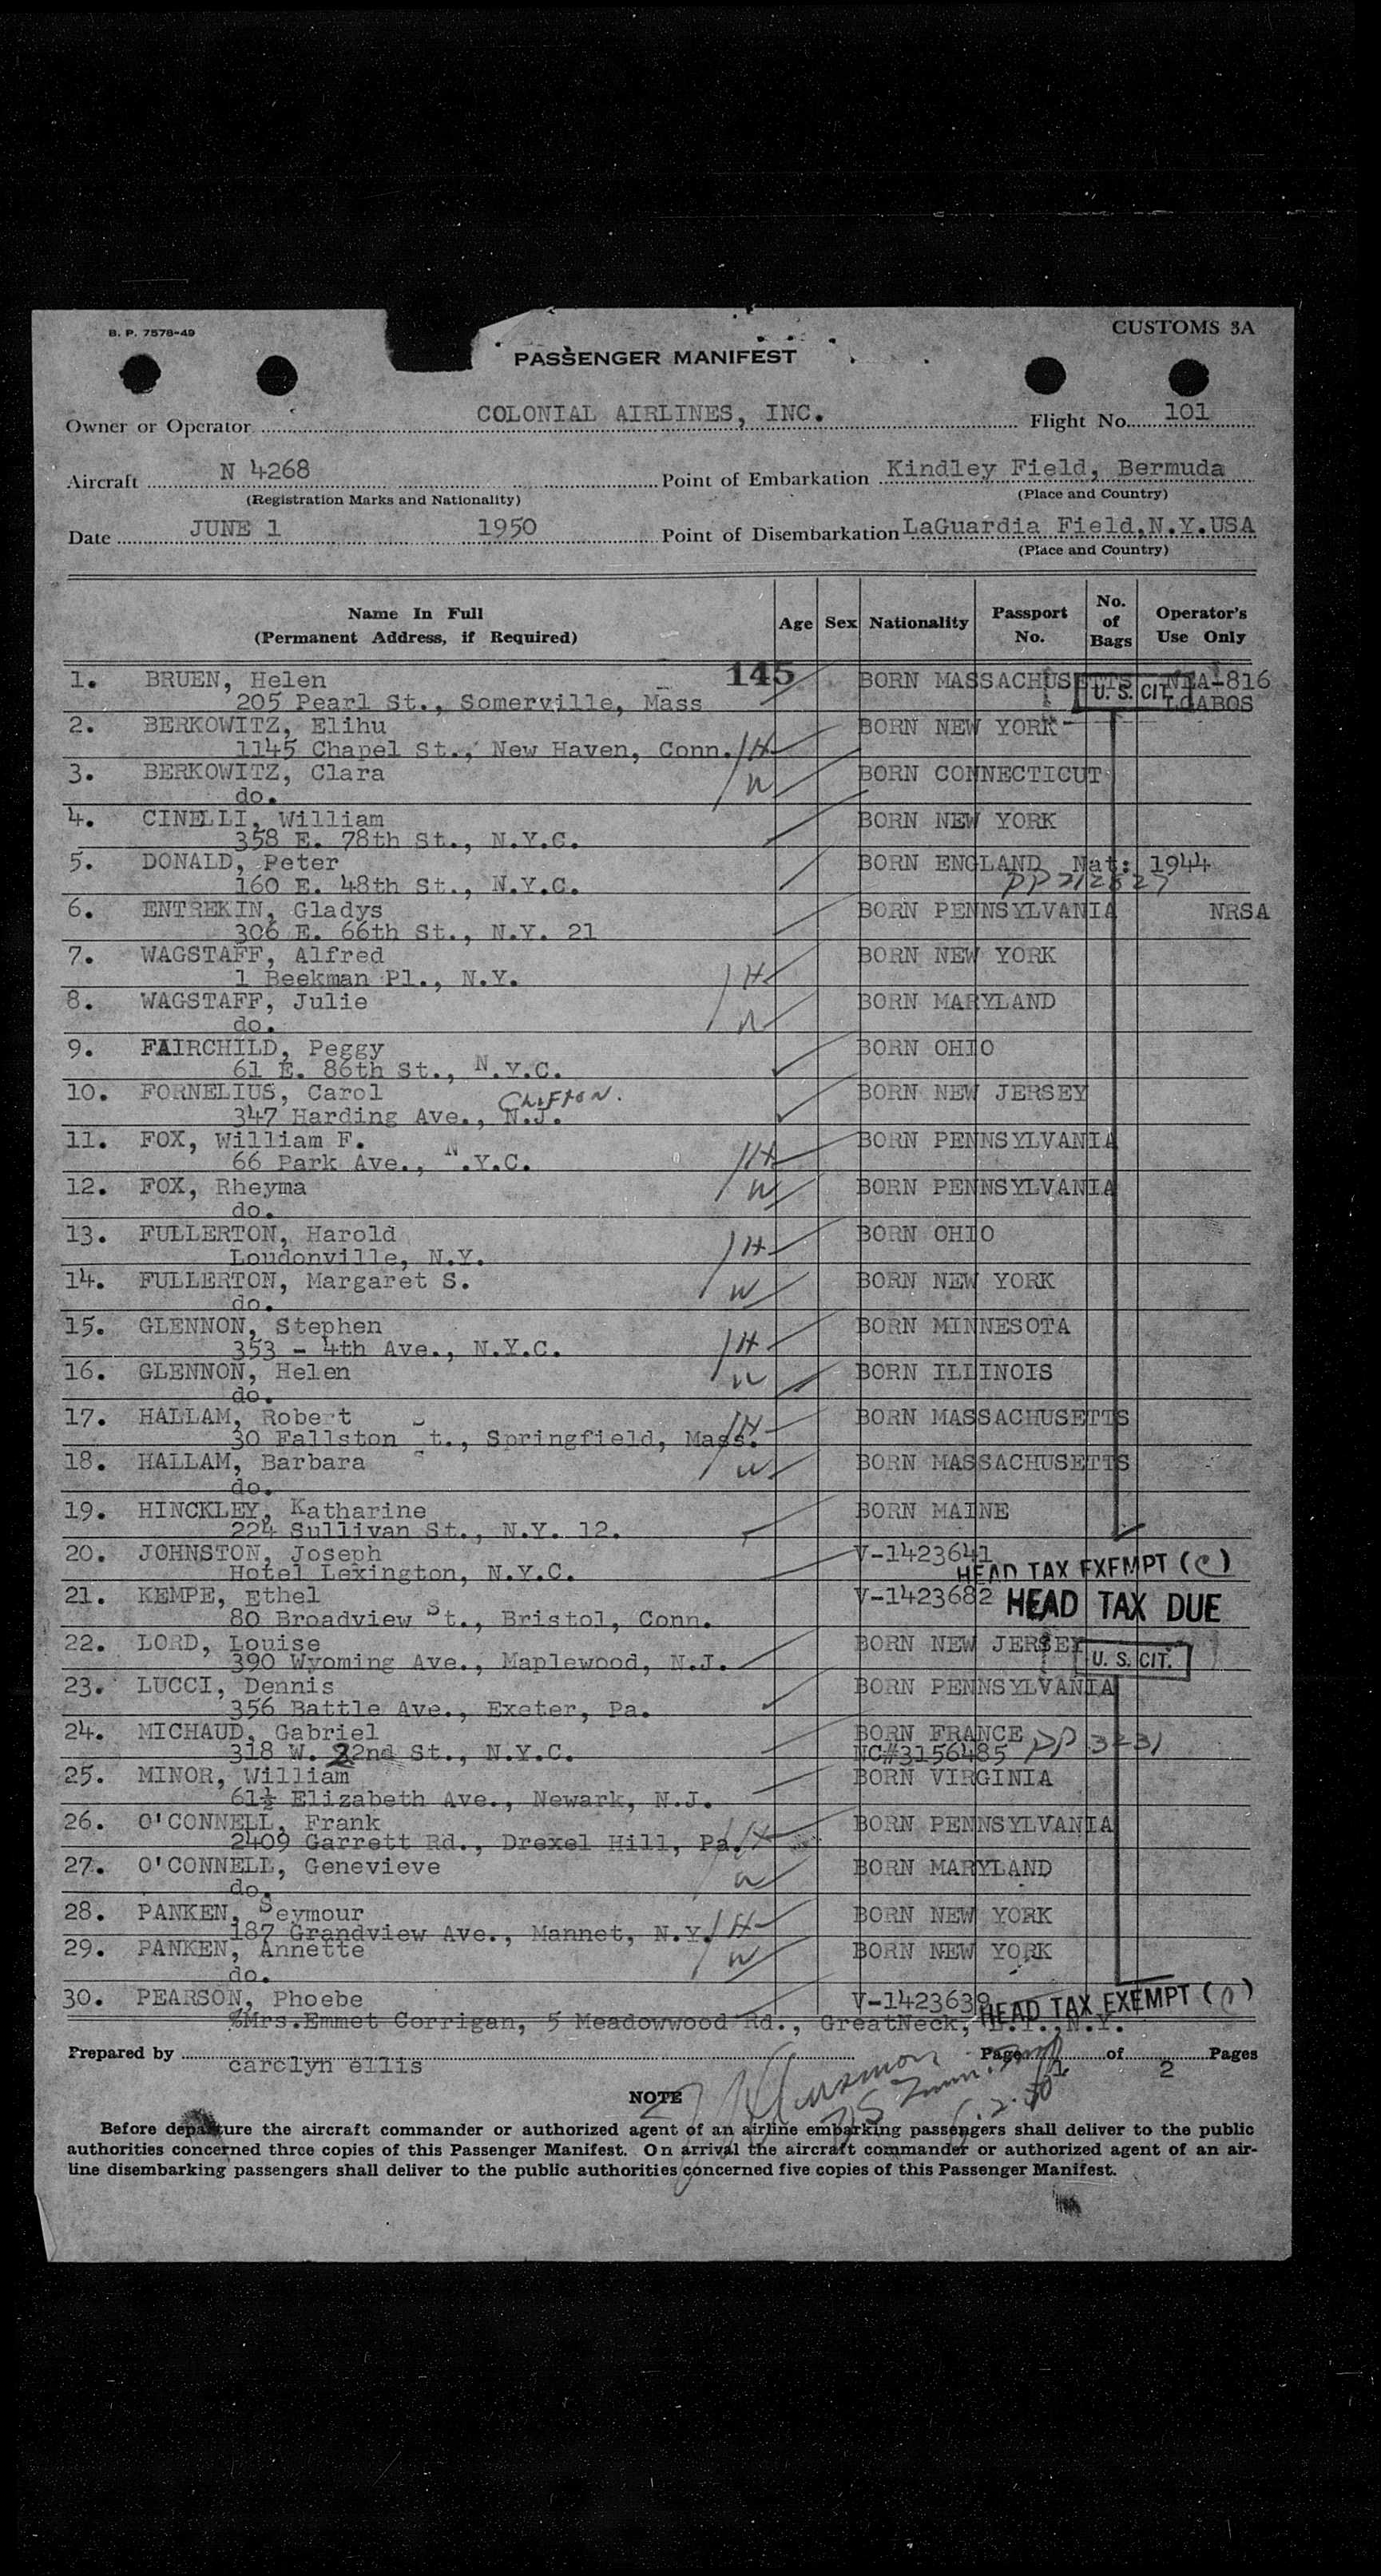 B. P. 7578-49
CUSTOMS 3A
PASSENGER MANIFEST
Owner or Operator COLONIAL AIRLINES, INC. Flight No. 101
Aircraft N 4268 Point of Embarkation Kindley Field, Bermuda
(Registration Marks and Nationality) (Place and Country)
Date JUNE 1 1950 Point of Disembarkation LaGuardia Field,N.Y.USA
(Place and Country)
Name In Full
(Permanent Address, if Required)
Age Sex Nationality Passport No. No. of Bags Operator's Use Only
145
1. BRUEN, Helen BORN MASSACHUSETTS U. S. CIT.
205 Pearl St., Somerville, Mass
2. BERKOWITZ, Elihu BORN NEW YORK
1145 Chapel St., New Haven, Conn. H
3. BERKOWITZ, Clara W BORN CONNECTICUT
do.
4. CINELLI, William BORN NEW YORK
358 E. 78th St., N.Y.C.
5. DONALD, Peter BORN ENGLAND Nat: 1944
160 E. 48th St., N.Y.C.
6. ENTREKIN, Gladys BORN PENNSYLVANIA NRSA
306 E. 66th St., N.Y. 21
7. WAGSTAFF, Alfred BORN NEW YORK
1 Beekman Pl., N.Y. H
8. WAGSTAFF, Julie BORN MARYLAND
do. W
9. FAIRCHILD, Peggy BORN OHIO
61 E. 86th St., N.Y.C.
10. FORNELIUS, Carol BORN NEW JERSEY
Clifton.
347 Harding Ave., N.J.
11. FOX, William F. BORN PENNSYLVANIA
66 Park Ave., N.Y.C. H
12. FOX, Rheyma W BORN PENNSYLVANIA
do.
13. FULLERTON, Harold BORN OHIO
Loudonville, N.Y. H
14. FULLERTON, Margaret S. W BORN NEW YORK
do.
15. GLENNON, Stephen BORN MINNESOTA
353 - 4th Ave., N.Y.C. H
16. GLENNON, Helen W BORN ILLINOIS
do.
17. HALLAM, Robert H BORN MASSACHUSETTS
30 Fallston St., Springfield, Mass.
18. HALLAM, Barbara W BORN MASSACHUSETTS
do.
19. HINCKLEY, Katharine BORN MAINE
224 Sullivan St., N.Y. 12.
20. JOHNSTON, Joseph V-1423641 HEAD TAX EXEMPT (C)
Hotel Lexington, N.Y.C.
21. KEMPE, Ethel V-1423682 HEAD TAX DUE
80 Broadview St., Bristol, Conn.
22. LORD, Louise BORN NEW JERSEY U. S. CIT.
390 Wyoming Ave., Maplewood, N.J.
23. LUCCI, Dennis BORN PENNSYLVANIA
356 Battle Ave., Exeter, Pa.
24. MICHAUD, Gabriel BORN FRANCE
318 W. 22nd St., N.Y.C. NC#3156485
25. MINOR, William BORN VIRGINIA
61½ Elizabeth Ave., Newark, N.J.
26. O'CONNELL, Frank BORN PENNSYLVANIA
2409 Garrett Rd., Drexel Hill, Pa. H
27. O'CONNELL, Genevieve W BORN MARYLAND
do.
28. PANKEN, Seymour BORN NEW YORK
187 Grandview Ave., Mannet, N.Y. H
29. PANKEN, Annette W BORN NEW YORK
do.
30. PEARSON, Phoebe V-1423639 HEAD TAX EXEMPT (C)
%Mrs.Emmet Corrigan, 5 Meadowwood Rd., GreatNeck, L.I.,N.Y.
Prepared by carolyn ellis Page 1 of 2 Pages
NOTE
Before departure the aircraft commander or authorized agent of an airline embarking passengers shall deliver to the public
authorities concerned three copies of this Passenger Manifest. On arrival the aircraft commander or authorized agent of an air-
line disembarking passengers shall deliver to the public authorities concerned five copies of this Passenger Manifest.